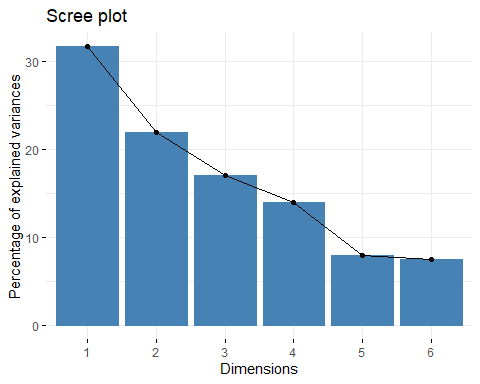 Scree plot
Percentage of explained variances
30
20
10
0
1 2 3 4 5 6
Dimensions